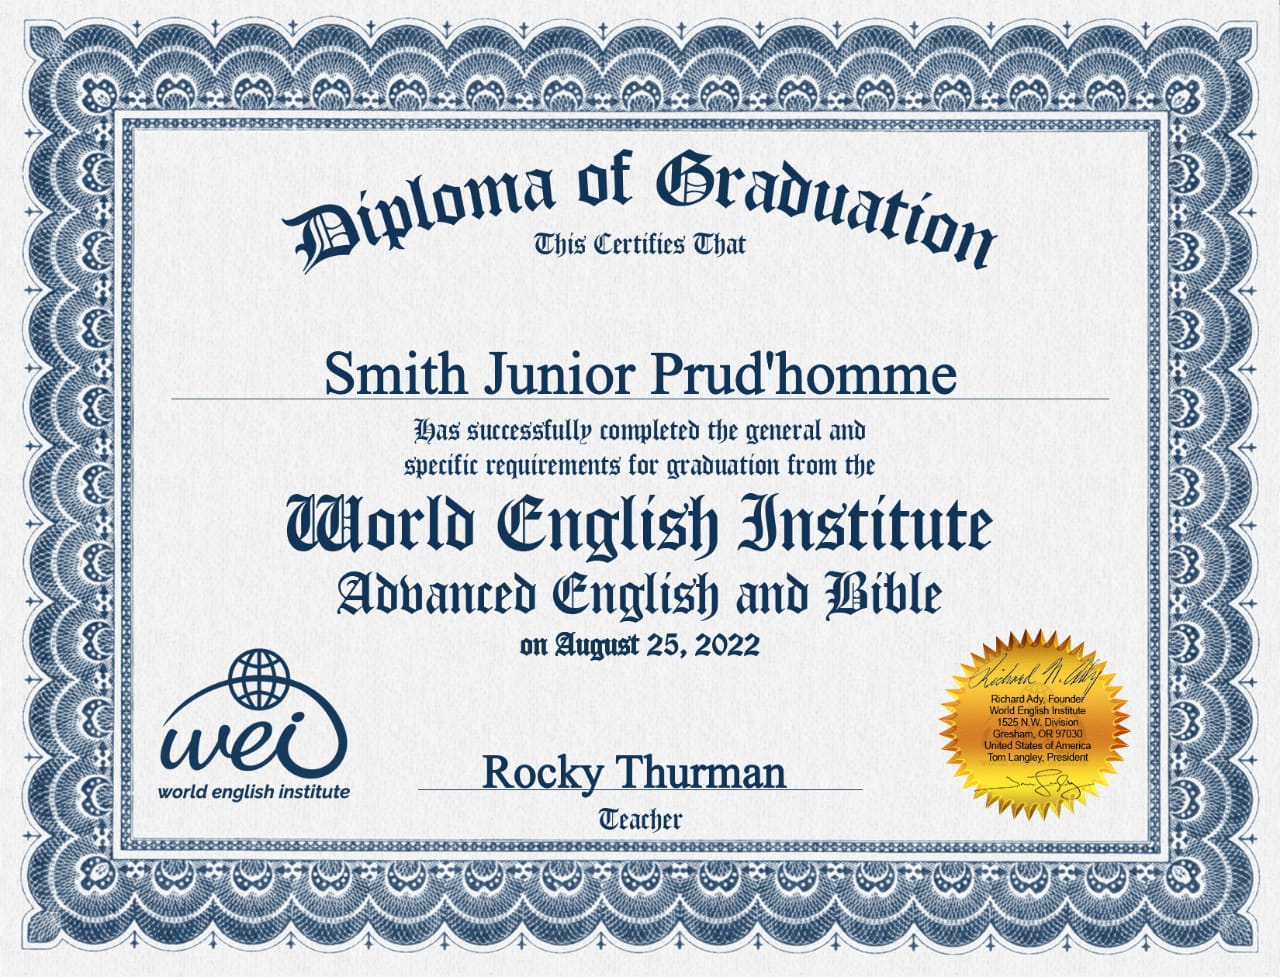 Diploma of Graduation
This Certifies That
Smith Junior Prud'homme
Has successfully completed the general and
specific requirements for graduation from the
World English Institute
Advanced English and Bible
on August 25, 2022
wei
world english institute
Rocky Thurman
Teacher
Richard N. Ady
Richard Ady, Founder
World English Institute
1525 N.W. Division
Gresham, OR 97030
United States of America
Tom Langley, President